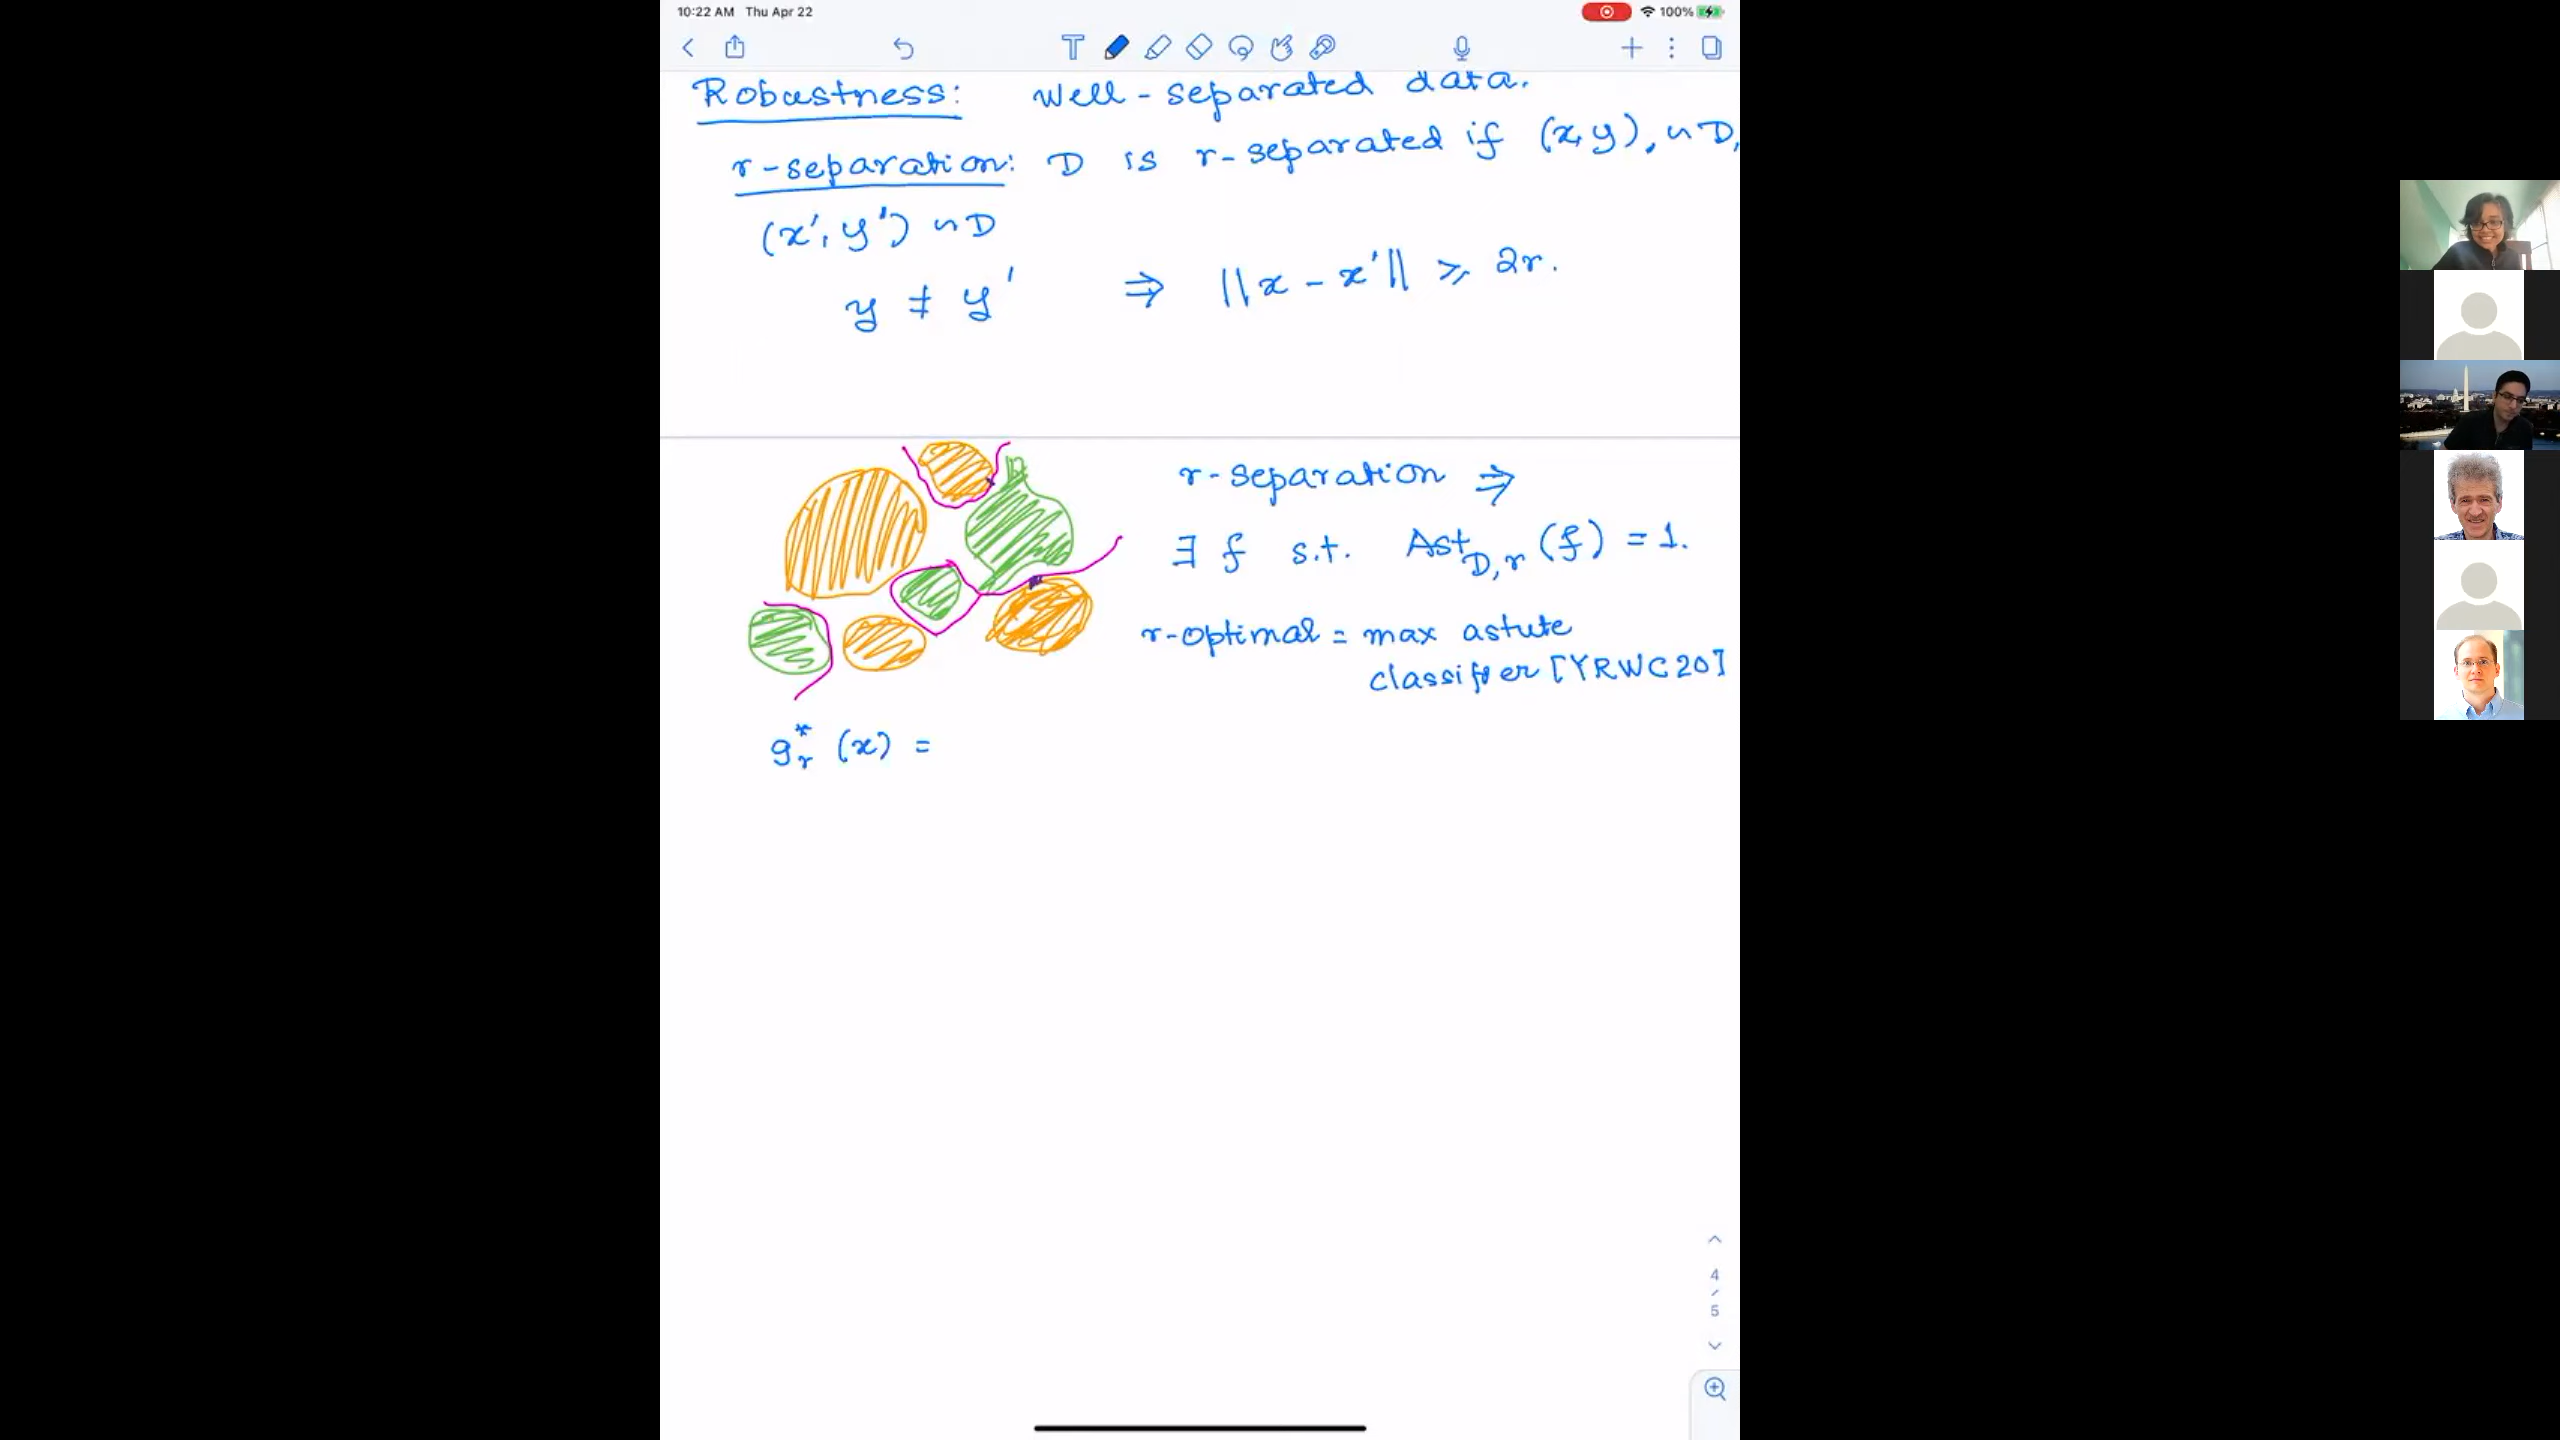 10:22 AM Thu Apr 22
100%
Robustness: Well-separated data.
r-separation: D is r-separated if (x,y), ~ D,
(x', y') ~ D
y ≠ y' ⇒ ||x - x'|| ≥ 2r.
r-separation ⇒
∃ f s.t. Ast_{D,r} (f) = 1.
r-optimal = max astute
classifier [YRWC20]
g*_r (x) =
4
/
5